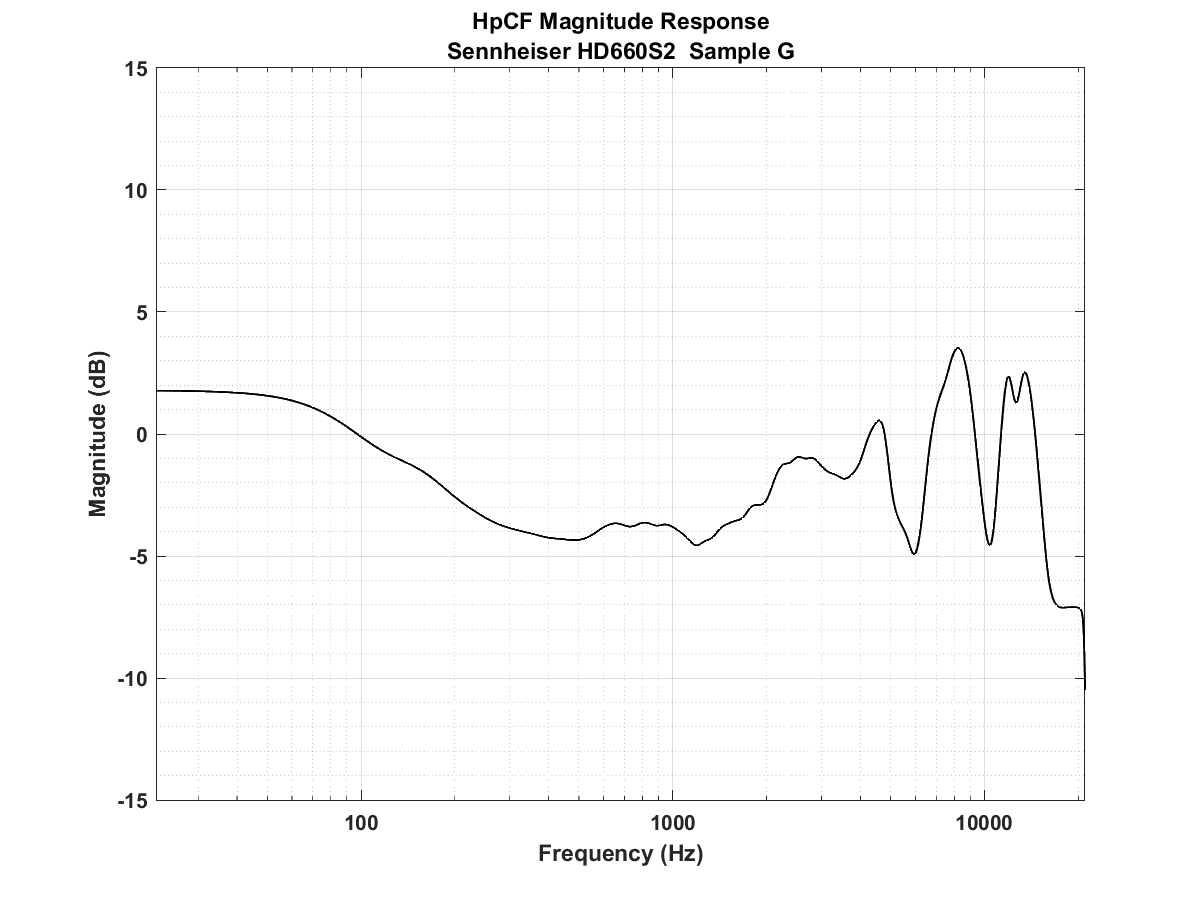 HpCF Magnitude Response
Sennheiser HD660S2  Sample G
15
10
5
0
-5
-10
-15
Magnitude (dB)
100
1000
10000
Frequency (Hz)